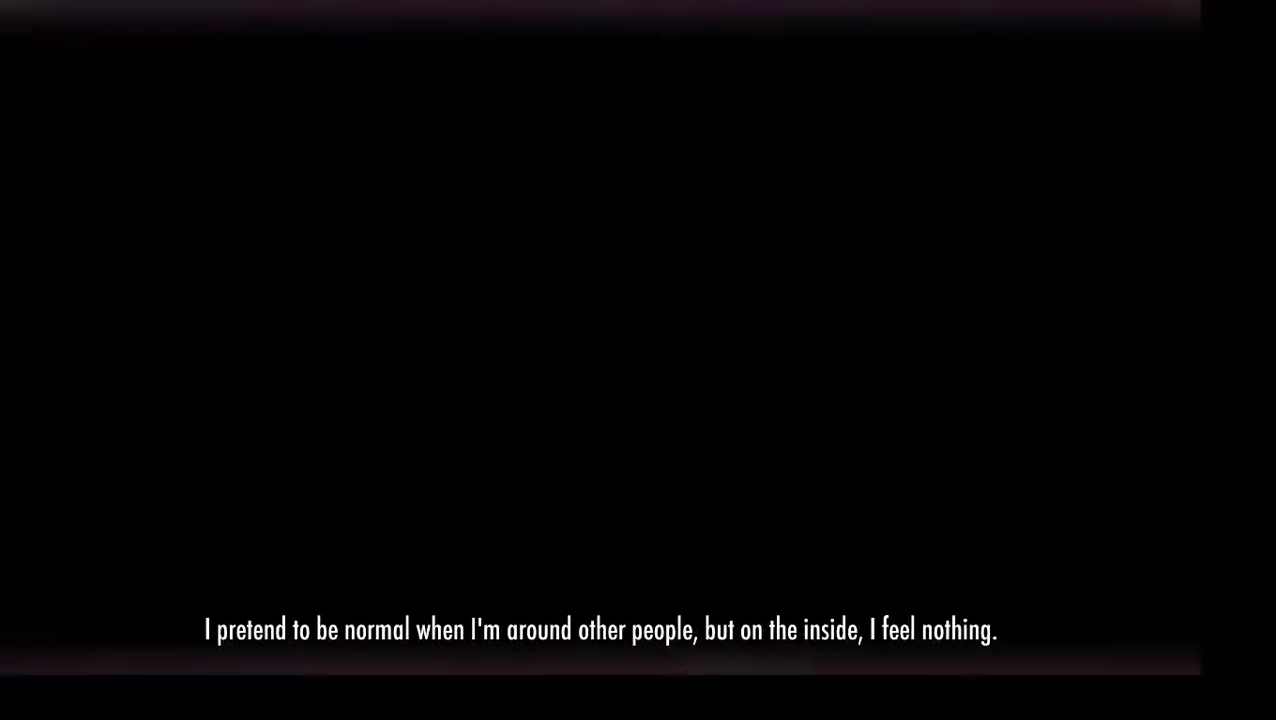 I pretend to be normal when I'm around other people, but on the inside, I feel nothing.